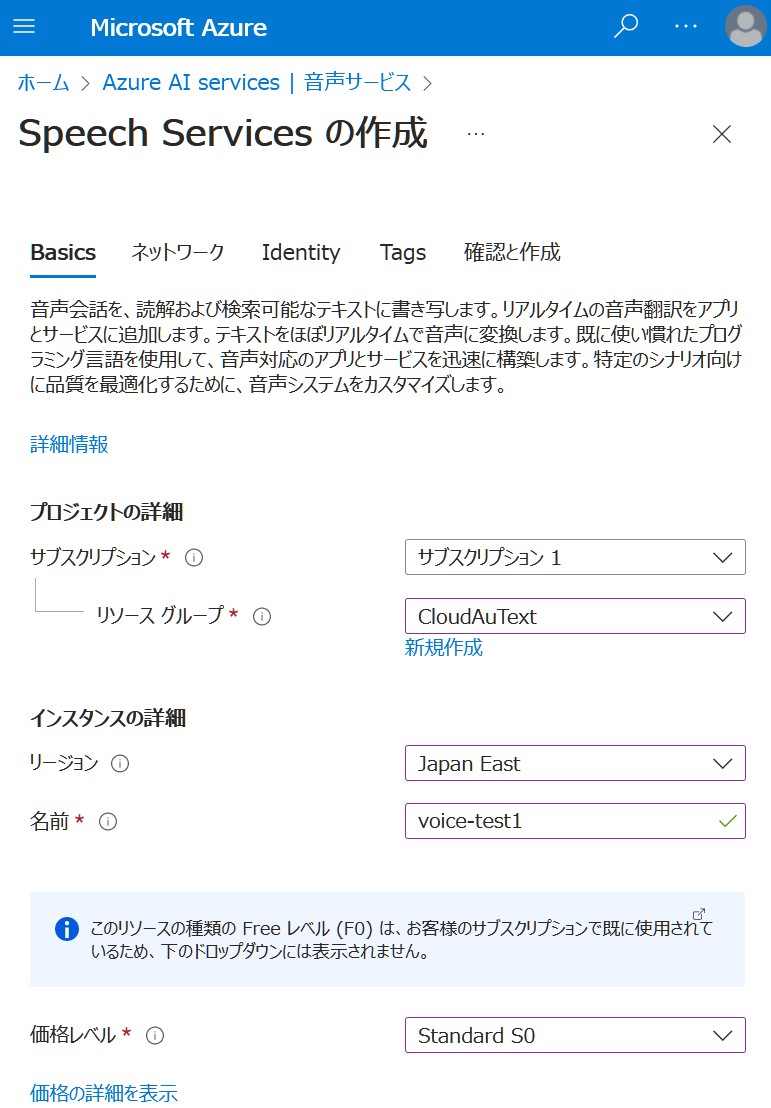 Microsoft Azure
ホーム > Azure AI services | 音声サービス >
Speech Services の作成 ...
Basics ネットワーク Identity Tags 確認と作成
音声会話を、読解および検索可能なテキストに書き写します。リアルタイムの音声翻訳をアプリ
とサービスに追加します。テキストをほぼリアルタイムで音声に変換します。既に使い慣れたプログ
ラミング言語を使用して、音声対応のアプリとサービスを迅速に構築します。特定のシナリオ向け
に品質を最適化するために、音声システムをカスタマイズします。
詳細情報
プロジェクトの詳細
サブスクリプション * サブスクリプション 1
リソース グループ * CloudAuText
新規作成
インスタンスの詳細
リージョン Japan East
名前 * voice-test1
このリソースの種類の Free レベル (F0) は、お客様のサブスクリプションで既に使用されて
いるため、下のドロップダウンには表示されません。
価格レベル * Standard S0
価格の詳細を表示